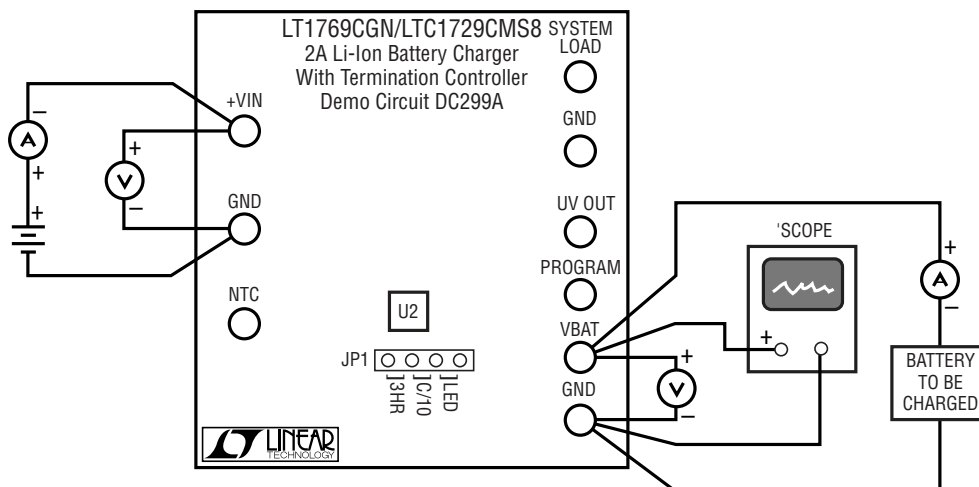 LT1769CGN/LTC1729CMS8
2A Li-Ion Battery Charger
With Termination Controller
Demo Circuit DC299A
SYSTEM
LOAD
GND
UV OUT
PROGRAM
VBAT
GND
+VIN
GND
NTC
– A +
+
+ V –
U2
JP1
]3HR
]C/10
]LED
LINEAR
TECHNOLOGY
+ V –
'SCOPE
+
+ A –
BATTERY
TO BE
CHARGED